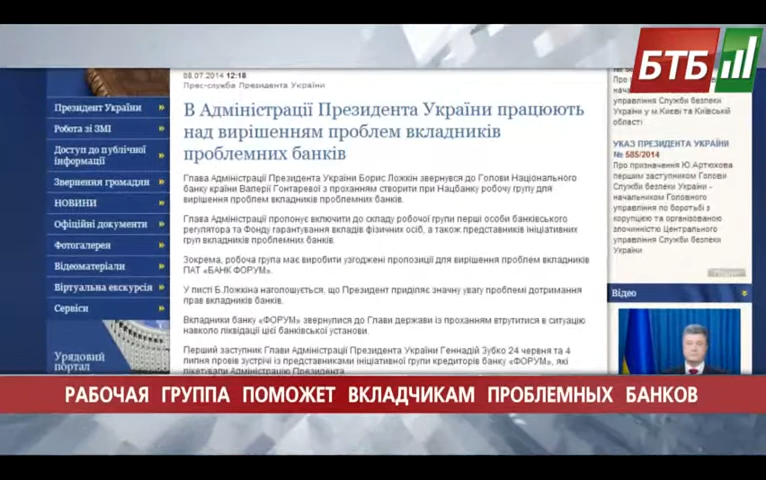 БТБ
08.07.2014 12:18
Прес-служба Президента України
В Адміністрації Президента України працюють
над вирішенням проблем вкладників
проблемних банків
Глава Адміністрації Президента України Борис Ложкін звернувся до Голови Національного
банку країни Валерії Гонтаревої з проханням створити при Нацбанку робочу групу для
вирішення проблем вкладників проблемних банків.
Глава Адміністрації пропонує включити до складу робочої групи перші особи банківського
регулятора та Фонду гарантування вкладів фізичних осіб, а також представників ініціативних
груп вкладників проблемних банків.
Зокрема, робоча група має виробити узгоджені пропозиції для вирішення проблем вкладників
ПАТ «БАНК ФОРУМ».
У листі Б.Ложкіна наголошується, що Президент приділяє значну увагу проблемі дотримання
прав вкладників банків.
Вкладники банку «ФОРУМ» звернулися до Глави держави із проханням втрутитися в ситуацію
навколо ліквідації цієї банківської установи.
Перший заступник Глави Адміністрації Президента України Геннадій Зубко 24 червня та 4
липня провів зустріч із представниками ініціативної групи кредиторів банку «ФОРУМ», які
пікетували Адміністрацію Президента
Президент України
Робота зі ЗМІ
Доступ до публічної
інформації
Звернення громадян
НОВИНИ
Офіційні документи
Фотогалерея
Відеоматеріали
Віртуальна екскурсія
Сервіси
Урядовий
портал
управління Служби безпеки
України у м.Києві та Київській
області
УКАЗ ПРЕЗИДЕНТА УКРАЇНИ
№ 585/2014
Про призначення Ю.Артюхова
першим заступником Голови
Служби безпеки України -
начальником Головного
управління по боротьбі з
корупцією та організованою
злочинністю Центрального
управління Служби безпеки
України
Відео
РАБОЧАЯ ГРУППА ПОМОЖЕТ ВКЛАДЧИКАМ ПРОБЛЕМНЫХ БАНКОВ